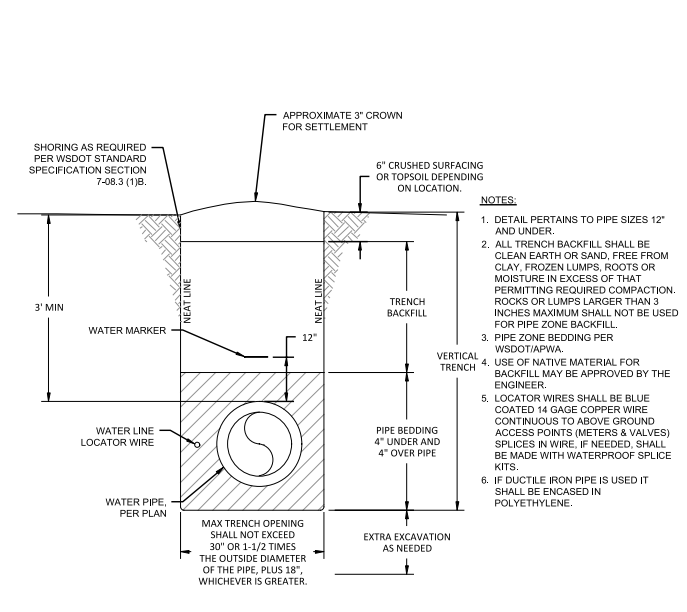 APPROXIMATE 3" CROWN
FOR SETTLEMENT
SHORING AS REQUIRED
PER WSDOT STANDARD
SPECIFICATION SECTION
7-08.3 (1)B.
6" CRUSHED SURFACING
OR TOPSOIL DEPENDING
ON LOCATION.
3' MIN
NEAT LINE
NEAT LINE
WATER MARKER
12"
TRENCH
BACKFILL
VERTICAL
TRENCH
WATER LINE
LOCATOR WIRE
PIPE BEDDING
4" UNDER AND
4" OVER PIPE
WATER PIPE,
PER PLAN
MAX TRENCH OPENING
SHALL NOT EXCEED
30" OR 1-1/2 TIMES
THE OUTSIDE DIAMETER
OF THE PIPE, PLUS 18",
WHICHEVER IS GREATER.
EXTRA EXCAVATION
AS NEEDED
NOTES:
1. DETAIL PERTAINS TO PIPE SIZES 12"
AND UNDER.
2. ALL TRENCH BACKFILL SHALL BE
CLEAN EARTH OR SAND, FREE FROM
CLAY, FROZEN LUMPS, ROOTS OR
MOISTURE IN EXCESS OF THAT
PERMITTING REQUIRED COMPACTION.
ROCKS OR LUMPS LARGER THAN 3
INCHES MAXIMUM SHALL NOT BE USED
FOR PIPE ZONE BACKFILL.
3. PIPE ZONE BEDDING PER
WSDOT/APWA.
4. USE OF NATIVE MATERIAL FOR
BACKFILL MAY BE APPROVED BY THE
ENGINEER.
5. LOCATOR WIRES SHALL BE BLUE
COATED 14 GAGE COPPER WIRE
CONTINUOUS TO ABOVE GROUND
ACCESS POINTS (METERS & VALVES)
SPLICES IN WIRE, IF NEEDED, SHALL
BE MADE WITH WATERPROOF SPLICE
KITS.
6. IF DUCTILE IRON PIPE IS USED IT
SHALL BE ENCASED IN
POLYETHYLENE.